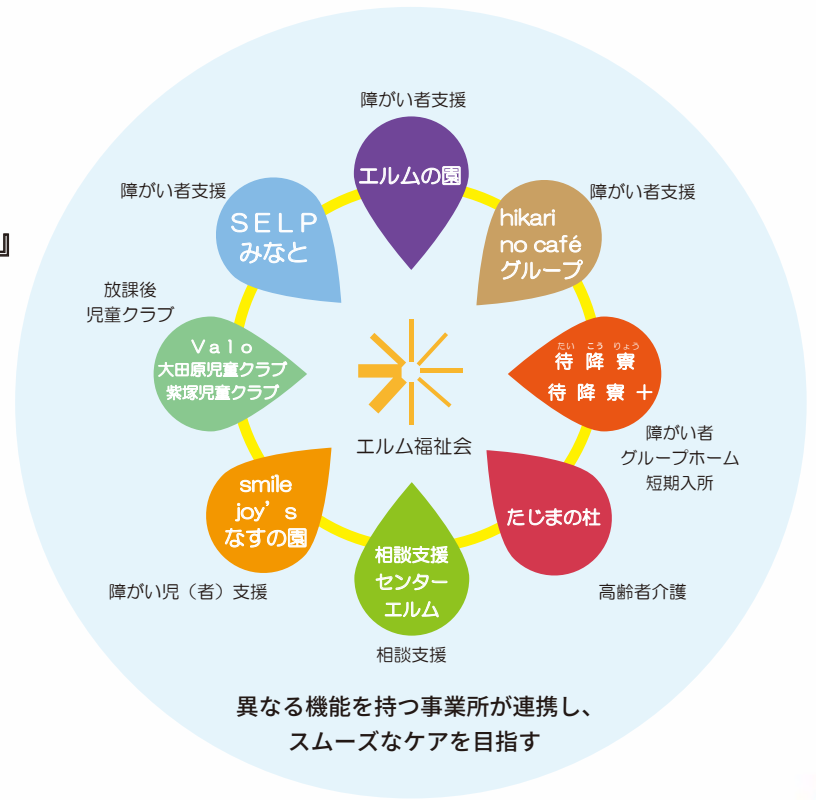 障がい者支援
エルムの園
障がい者支援
SELP
みなと
障がい者支援
hikari
no café
グループ
』
放課後
児童クラブ
Valo
大田原児童クラブ
紫塚児童クラブ
たい こう りょう
待降寮
待降寮＋
障がい者
グループホーム
短期入所
エルム福祉会
smile
joy’s
なすの園
障がい児（者）支援
相談支援
センター
エルム
相談支援
たじまの杜
高齢者介護
異なる機能を持つ事業所が連携し、
スムーズなケアを目指す